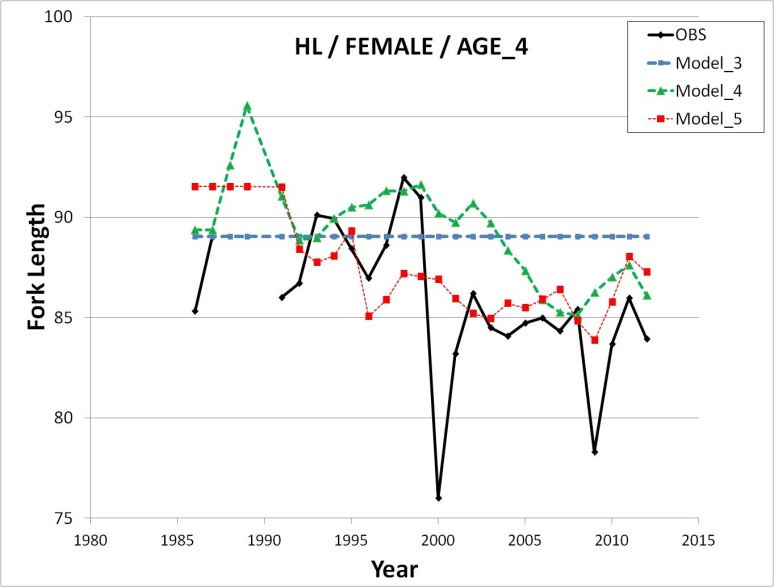 HL / FEMALE / AGE_4
OBS
Model_3
Model_4
Model_5
100
95
90
85
80
75
Fork Length
1980 1985 1990 1995 2000 2005 2010 2015
Year